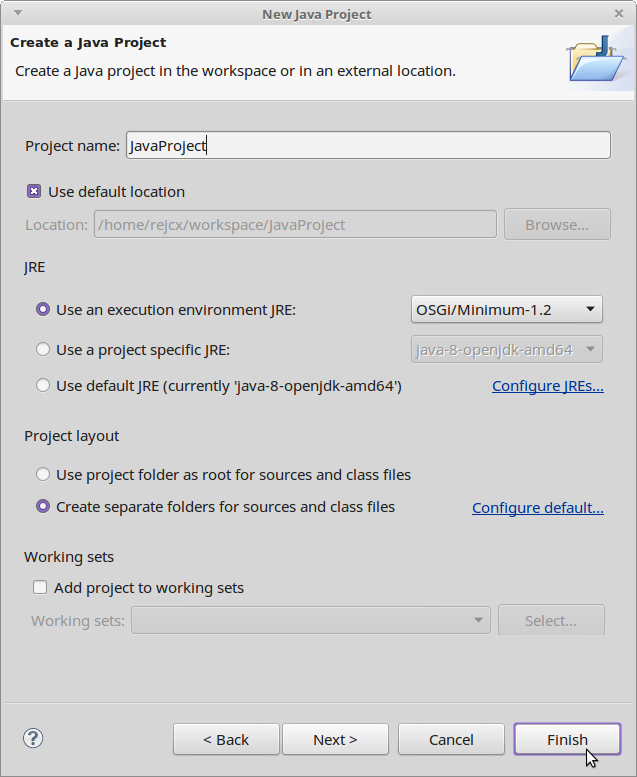 New Java Project
Create a Java Project
Create a Java project in the workspace or in an external location.
Project name: JavaProject
Use default location
Location: /home/rejcx/workspace/JavaProject Browse...
JRE
Use an execution environment JRE: OSGi/Minimum-1.2
Use a project specific JRE: java-8-openjdk-amd64
Use default JRE (currently 'java-8-openjdk-amd64') Configure JREs...
Project layout
Use project folder as root for sources and class files
Create separate folders for sources and class files Configure default...
Working sets
Add project to working sets
Working sets: Select...
? < Back Next > Cancel Finish